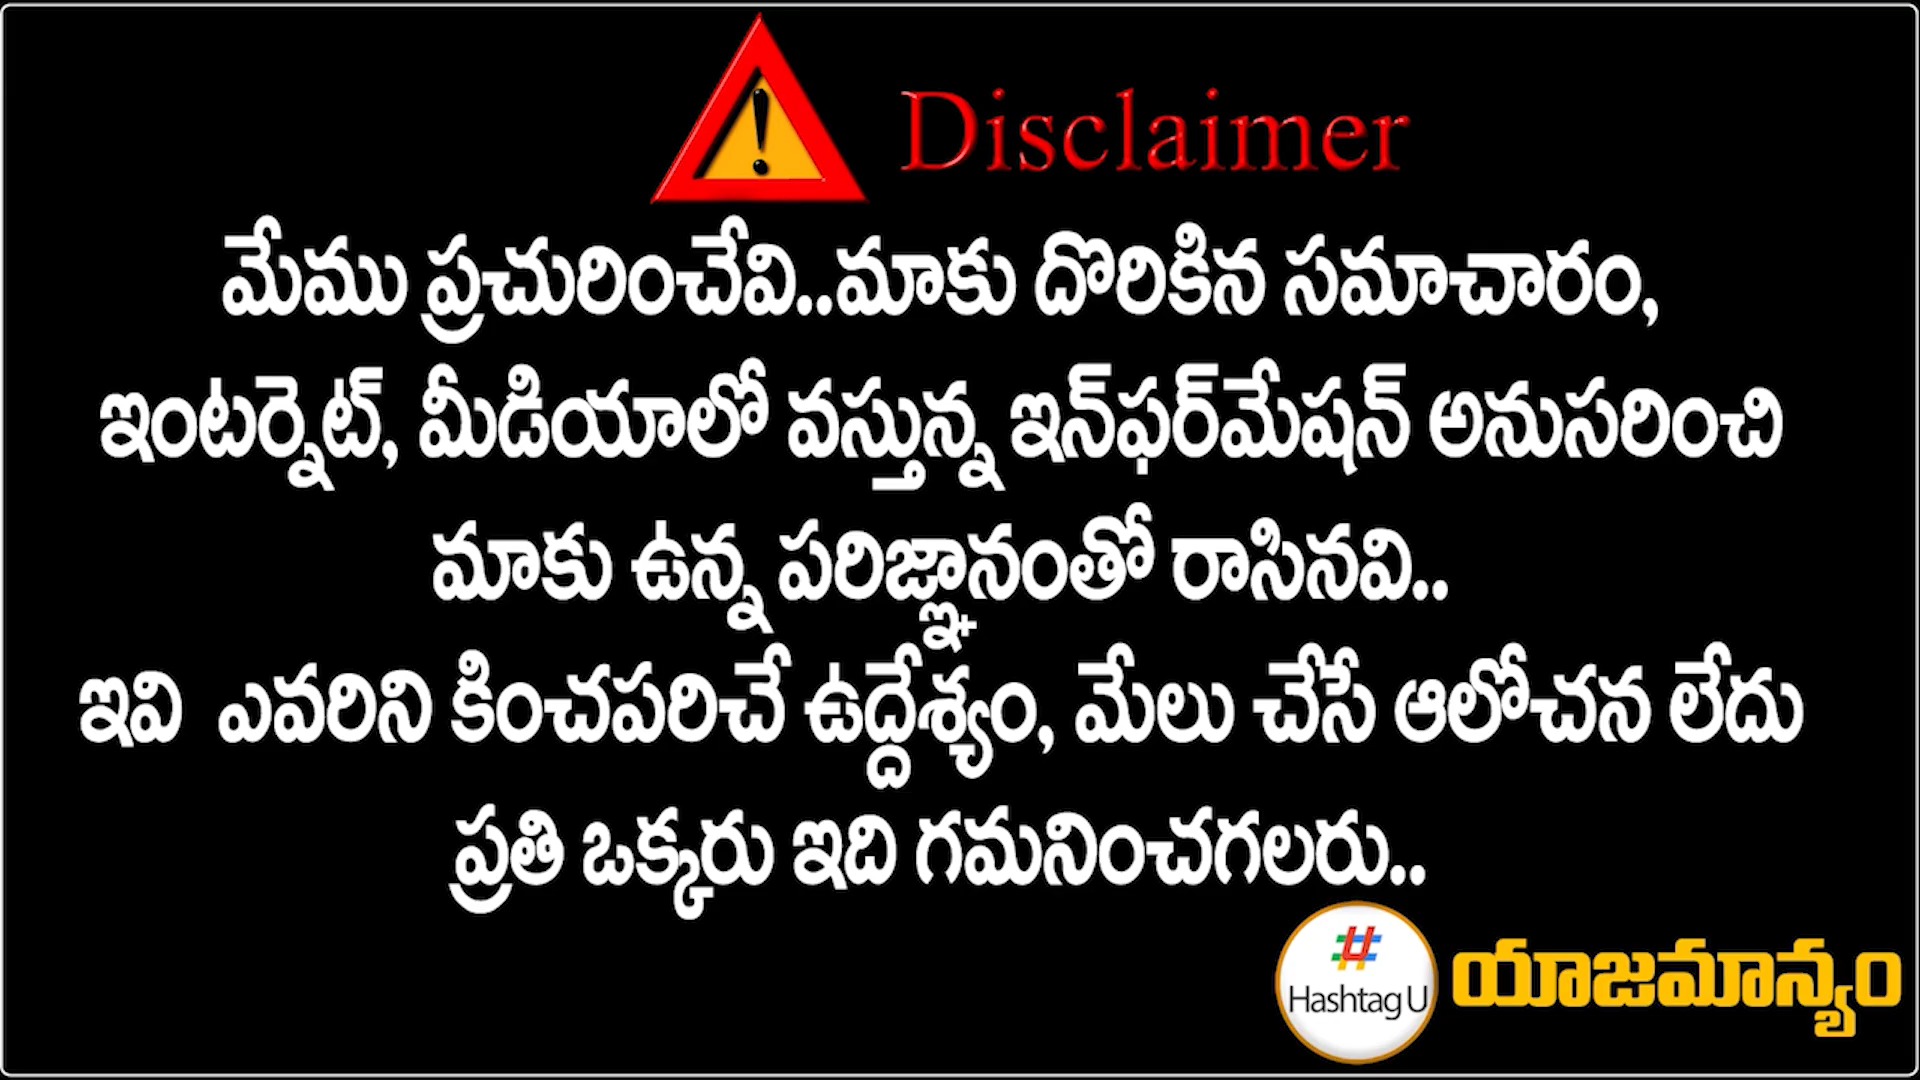 Disclaimer
మేము ప్రచురించేవి..మాకు దొరికిన సమాచారం,
ఇంటర్నెట్, మీడియాలో వస్తున్న ఇన్‌ఫర్‌మేషన్ అనుసరించి
మాకు ఉన్న పరిజ్ఞానంతో రాసినవి..
ఇవి ఎవరిని కించపరిచే ఉద్దేశ్యం, మేలు చేసే ఆలోచన లేదు
ప్రతి ఒక్కరు ఇది గమనించగలరు..
#
Hashtag U
యాజమాన్యం